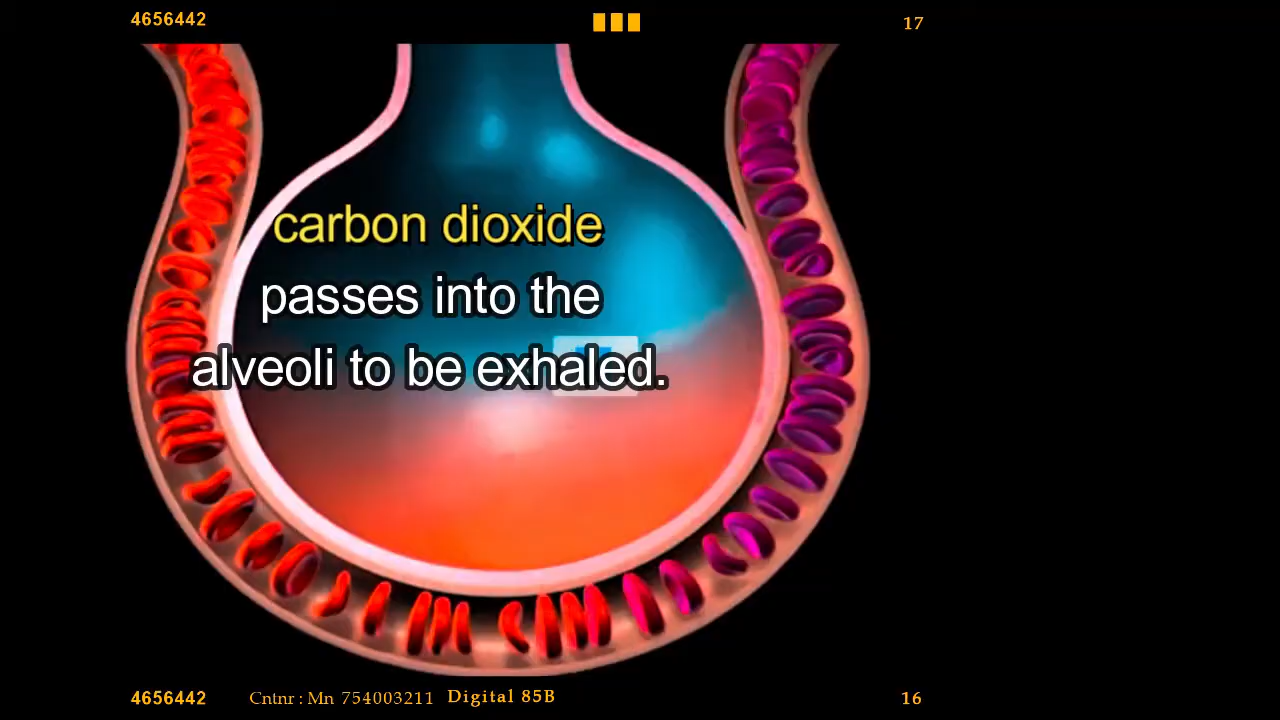 4656442
17
carbon dioxide
passes into the
alveoli to be exhaled.
4656442 Cntnr : Mn 754003211 Digital 85B
16